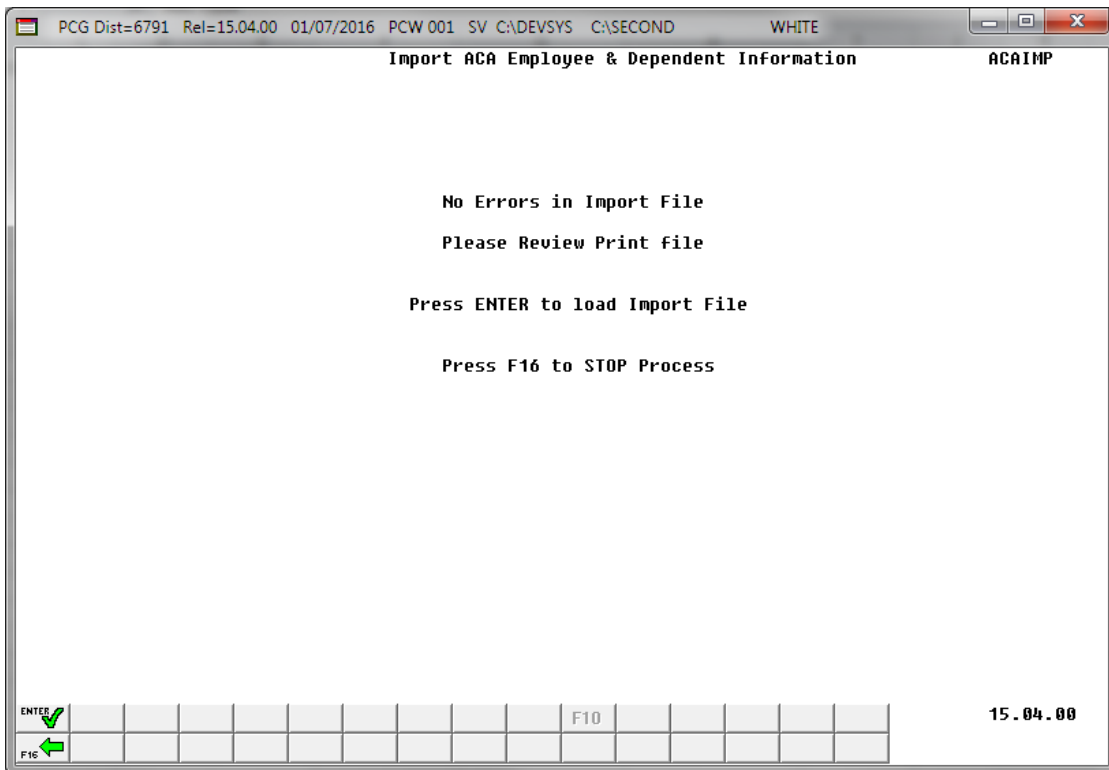 PCG Dist=6791 Rel=15.04.00 01/07/2016 PCW 001 SV C:\DEVSYS C:\SECOND WHITE
Import ACA Employee & Dependent Information ACAIMP
No Errors in Import File
Please Review Print file
Press ENTER to load Import File
Press F16 to STOP Process
ENTER F10 15.04.00
F16